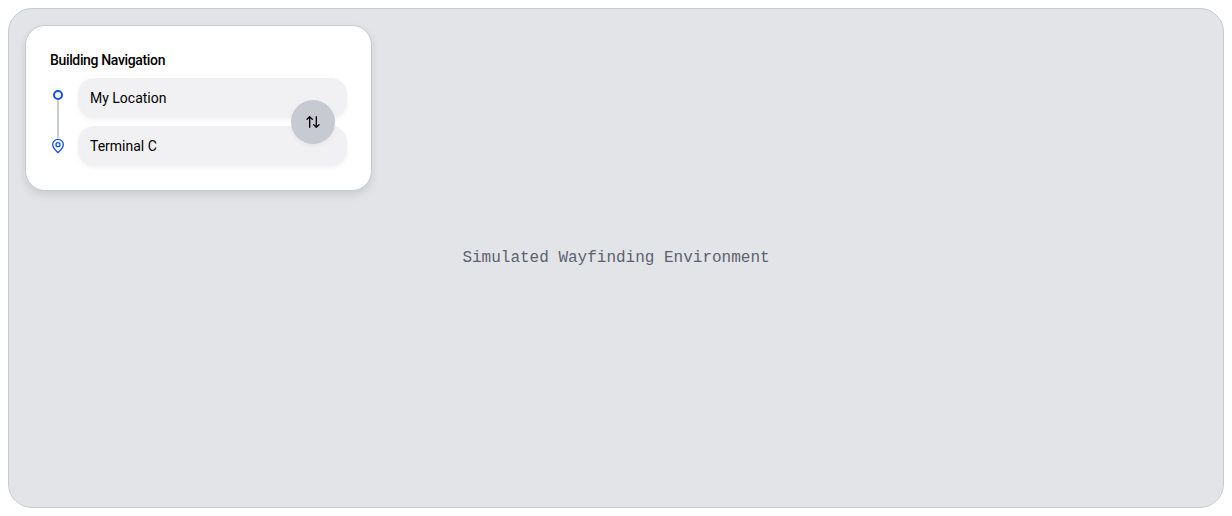 Building Navigation
My Location
Terminal C
Simulated Wayfinding Environment